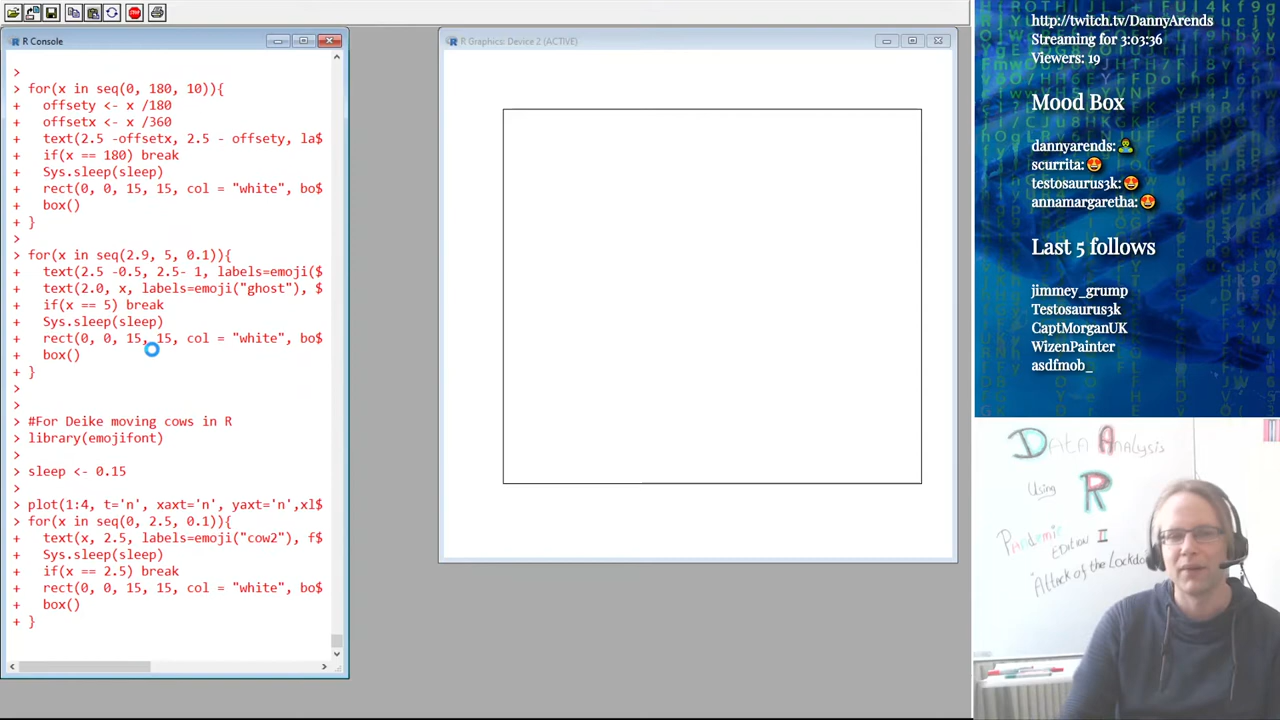 R Console
>
> for(x in seq(0, 180, 10)){
+   offsety <- x /180
+   offsetx <- x /360
+   text(2.5 -offsetx, 2.5 - offsety, la$
+   if(x == 180) break
+   Sys.sleep(sleep)
+   rect(0, 0, 15, 15, col = "white", bo$
+   box()
+ }
>
> for(x in seq(2.9, 5, 0.1)){
+   text(2.5 -0.5, 2.5- 1, labels=emoji($
+   text(2.0, x, labels=emoji("ghost"), $
+   if(x == 5) break
+   Sys.sleep(sleep)
+   rect(0, 0, 15, 15, col = "white", bo$
+   box()
+ }
>
>
> #For Deike moving cows in R
> library(emojifont)
>
> sleep <- 0.15
>
> plot(1:4, t='n', xaxt='n', yaxt='n',xl$
> for(x in seq(0, 2.5, 0.1)){
+   text(x, 2.5, labels=emoji("cow2"), f$
+   Sys.sleep(sleep)
+   if(x == 2.5) break
+   rect(0, 0, 15, 15, col = "white", bo$
+   box()
+ }
R Graphics: Device 2 (ACTIVE)
http://twitch.tv/DannyArends
Streaming for 3:03:36
Viewers: 19
Mood Box
dannyarends:
scurrita:
testosaurus3k:
annamargaretha:
Last 5 follows
jimmey_grump
Testosaurus3k
CaptMorganUK
WizenPainter
asdfmob_
Data Analysis
Using
R
Pandemic
Edition II
Attack of the Lockdow